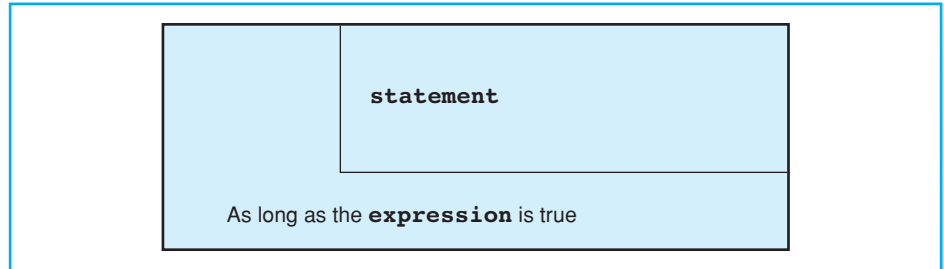 statement
As long as the expression is true